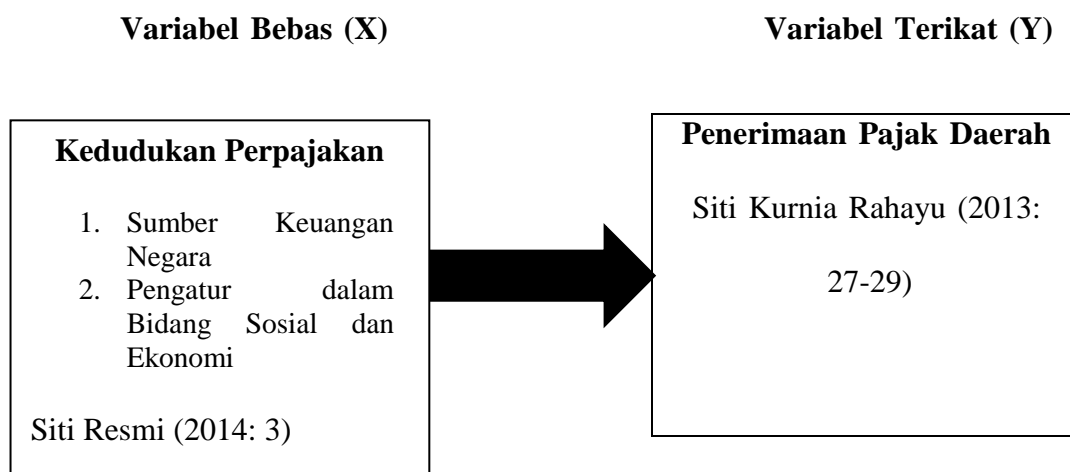 Variabel Bebas (X)
Variabel Terikat (Y)
Kedudukan Perpajakan
1. Sumber Keuangan
Negara
2. Pengatur dalam
Bidang Sosial dan
Ekonomi
Siti Resmi (2014: 3)
Penerimaan Pajak Daerah
Siti Kurnia Rahayu (2013:
27-29)